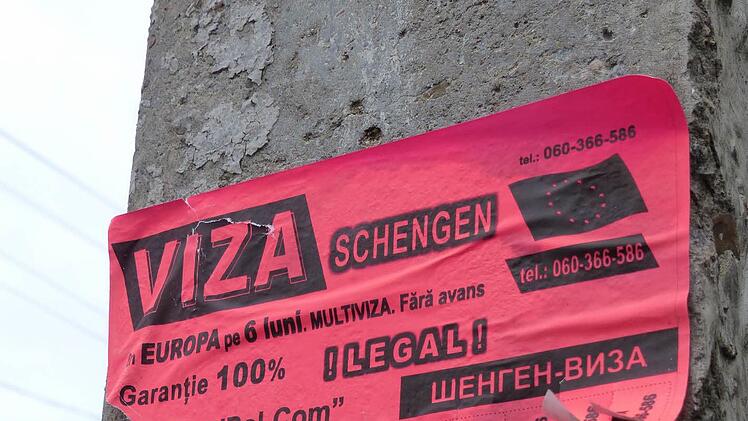 tel.: 060-366-586
VIZA SCHENGEN
tel.: 060-366-586
EUROPA pe 6 luni. MULTIVIZA. Fără avans
Garanție 100% !LEGAL!
ШЕНГЕН-ВИЗА
Com”